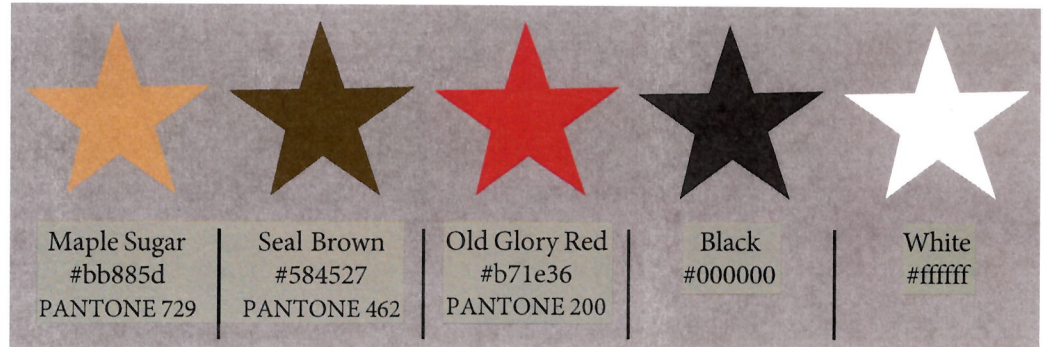 Maple Sugar
#bb885d
PANTONE 729
Seal Brown
#584527
PANTONE 462
Old Glory Red
#b71e36
PANTONE 200
Black
#000000
White
#ffffff